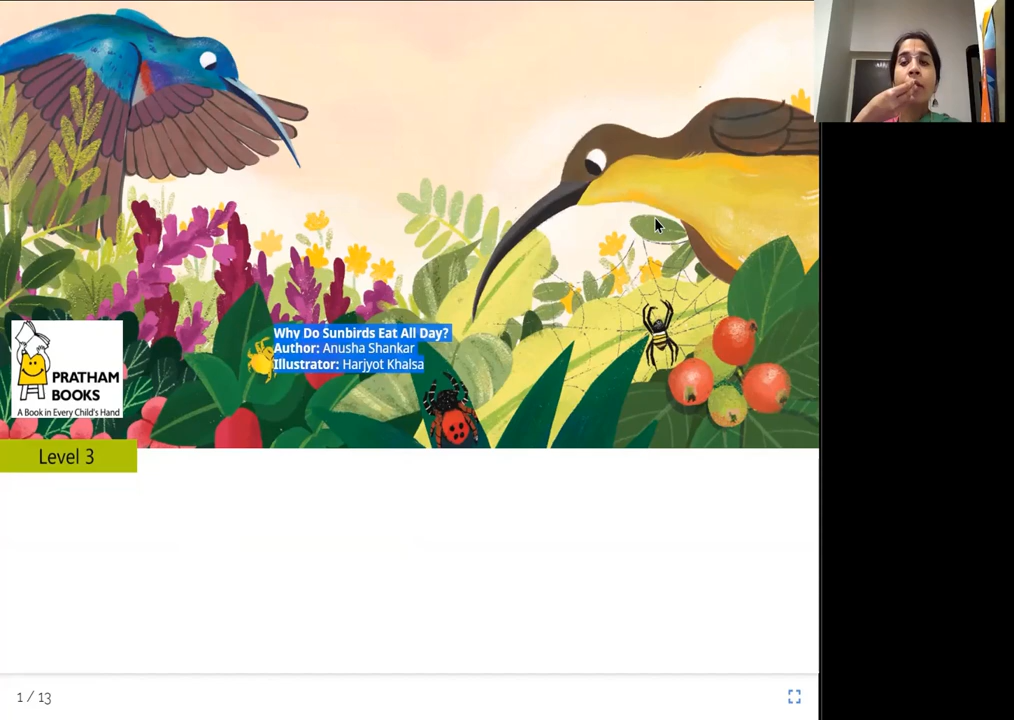 Why Do Sunbirds Eat All Day?
Author: Anusha Shankar
Illustrator: Harjyot Khalsa
PRATHAM
BOOKS
A Book in Every Child's Hand
Level 3
1 / 13